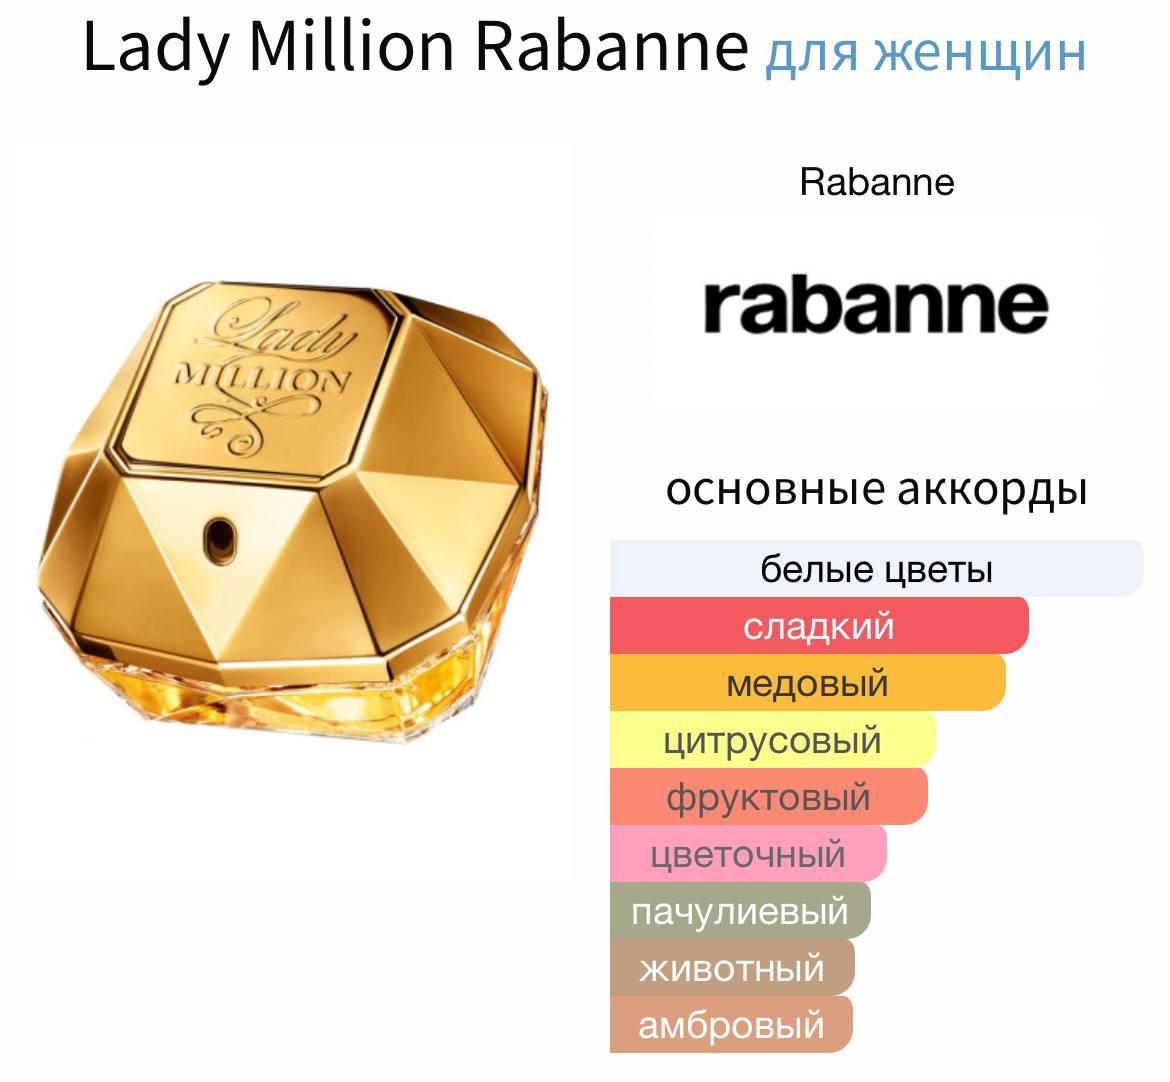 Lady Million Rabanne для женщин
Lady
MILLION
Rabanne
rabanne
основные аккорды
белые цветы
сладкий
медовый
цитрусовый
фруктовый
цветочный
пачулиевый
животный
амбровый